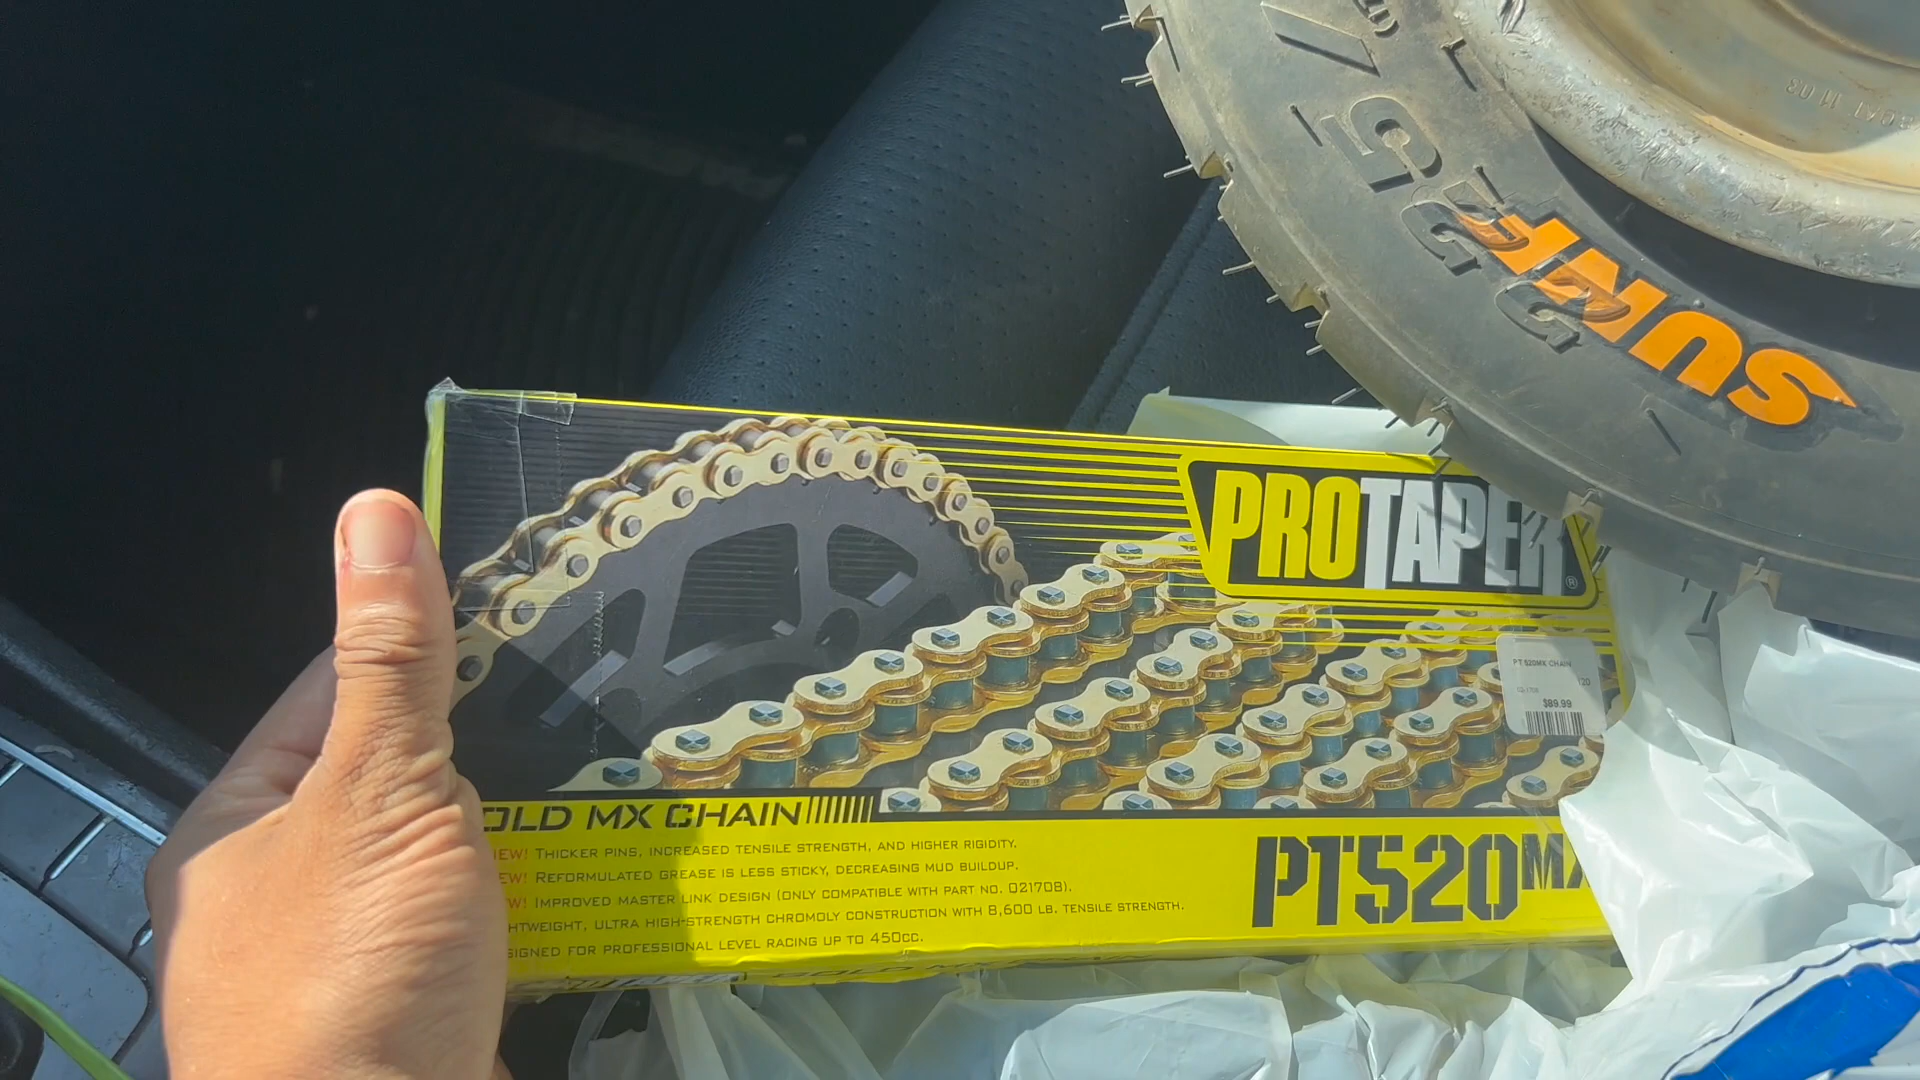 SUNF
PROTAPER
PT 520MX CHAIN
120
$89.99
OLD MX CHAIN
EW! THICKER PINS, INCREASED TENSILE STRENGTH, AND HIGHER RIGIDITY.
EW! REFORMULATED GREASE IS LESS STICKY, DECREASING MUD BUILDUP.
W! IMPROVED MASTER LINK DESIGN (ONLY COMPATIBLE WITH PART NO. 021708).
HTWEIGHT, ULTRA HIGH-STRENGTH CHROMOLY CONSTRUCTION WITH 8,600 LB. TENSILE STRENGTH.
SIGNED FOR PROFESSIONAL LEVEL RACING UP TO 450CC.
PT520MX